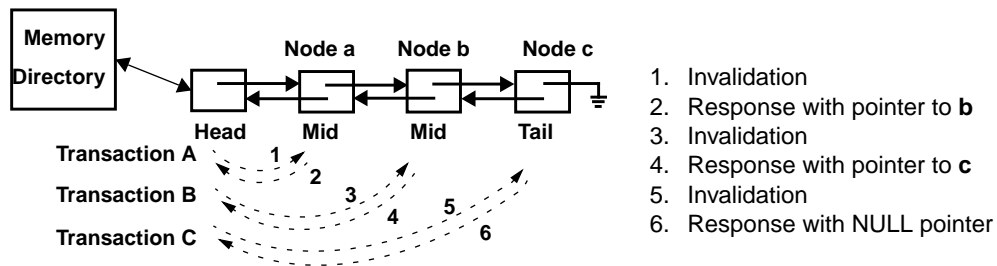 Memory
Directory
Node a
Node b
Node c
Head
Mid
Mid
Tail
Transaction A
1
2
Transaction B
3
4
Transaction C
5
6
1. Invalidation
2. Response with pointer to b
3. Invalidation
4. Response with pointer to c
5. Invalidation
6. Response with NULL pointer